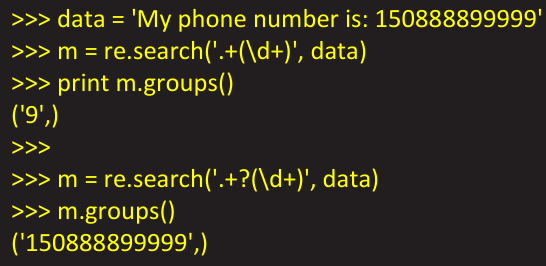 >>> data = 'My phone number is: 150888899999'
>>> m = re.search('.+(\d+)', data)
>>> print m.groups()
('9',)
>>>
>>> m = re.search('.+?(\d+)', data)
>>> m.groups()
('150888899999',)